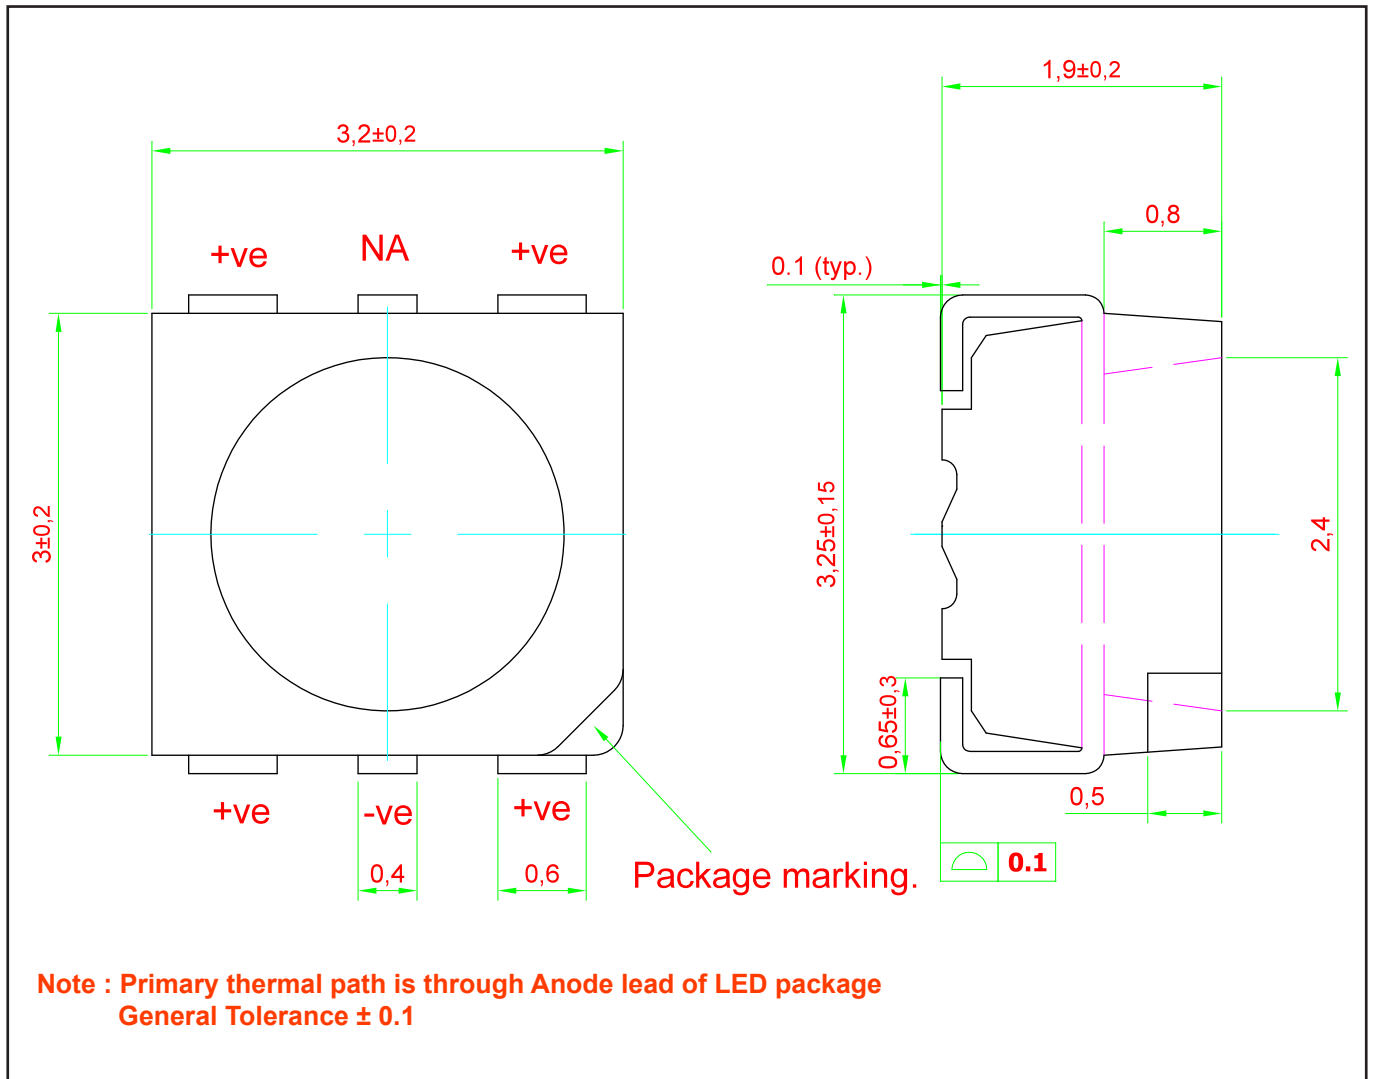 1,9±0,2
3,2±0,2
0,8
+ve NA +ve
0.1 (typ.)
3±0,2
3,25±0,15
2,4
0,65±0,3
+ve -ve +ve
0,5
0,4 0,6
0.1
Package marking.
Note : Primary thermal path is through Anode lead of LED package
General Tolerance ± 0.1